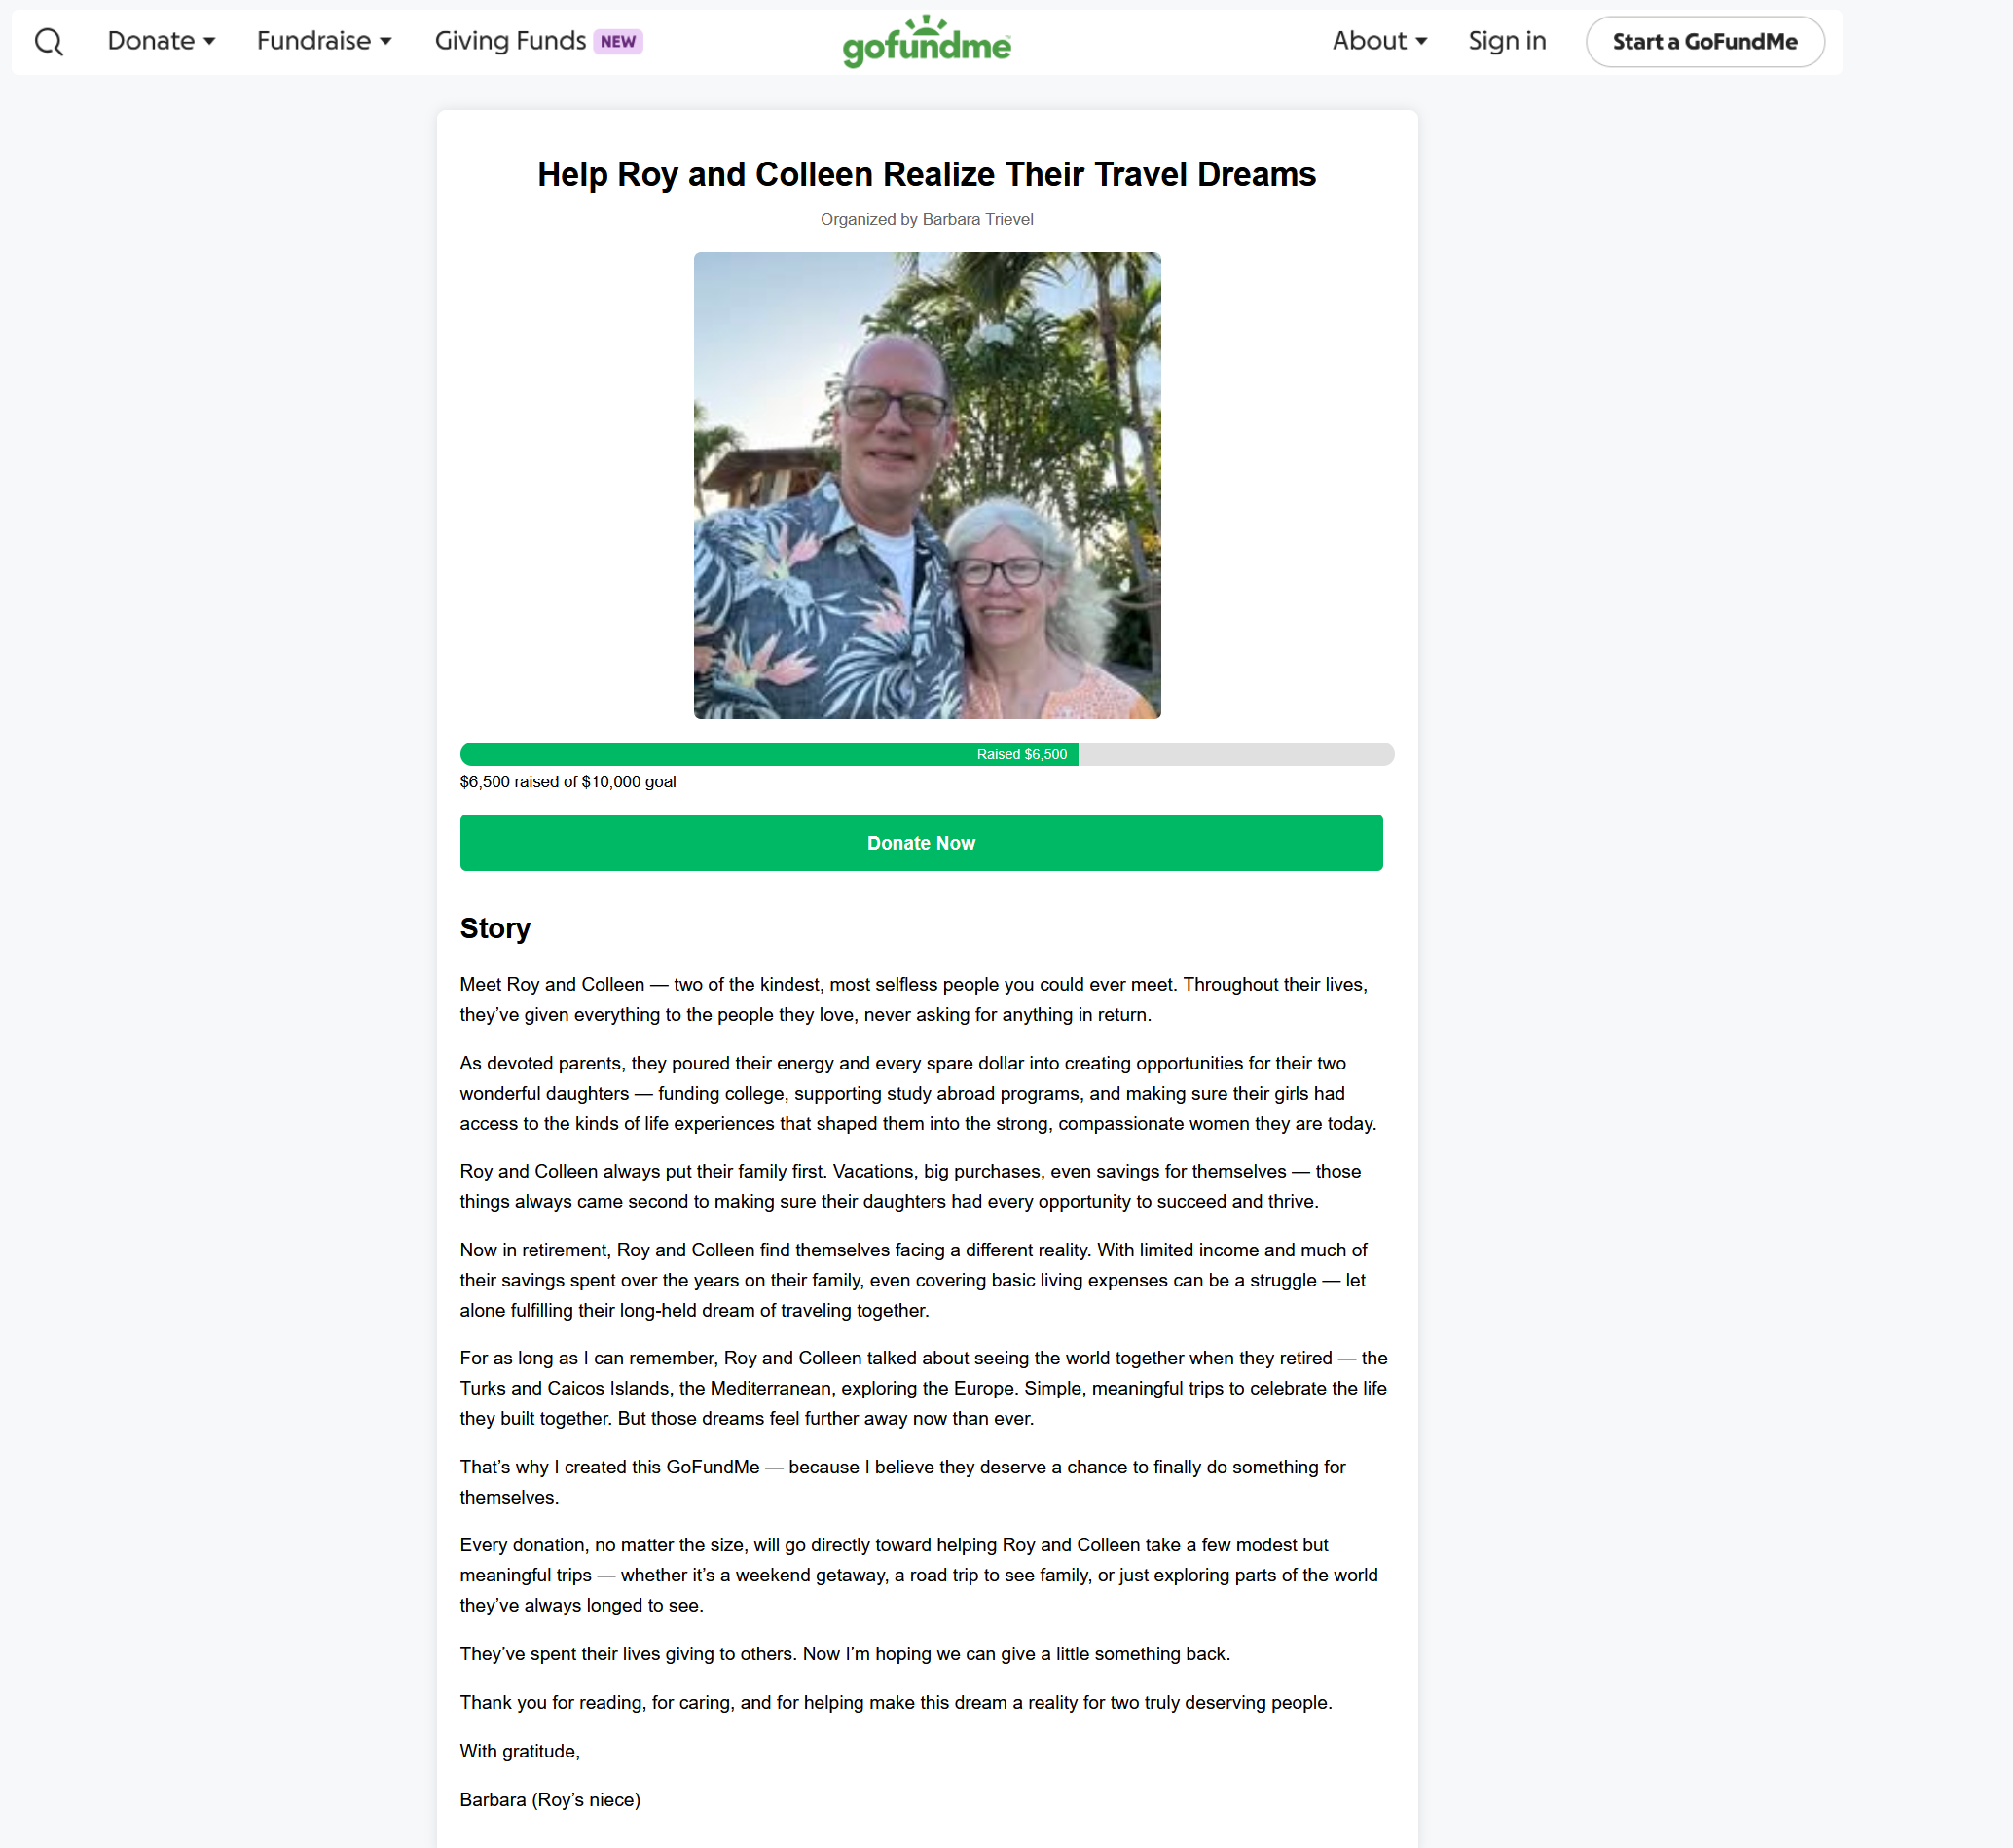 Donate
Fundraise
Giving Funds NEW
gofundme
About
Sign in
Start a GoFundMe
Help Roy and Colleen Realize Their Travel Dreams
Organized by Barbara Trievel
Raised $6,500
$6,500 raised of $10,000 goal
Donate Now
Story
Meet Roy and Colleen — two of the kindest, most selfless people you could ever meet. Throughout their lives,
they’ve given everything to the people they love, never asking for anything in return.
As devoted parents, they poured their energy and every spare dollar into creating opportunities for their two
wonderful daughters — funding college, supporting study abroad programs, and making sure their girls had
access to the kinds of life experiences that shaped them into the strong, compassionate women they are today.
Roy and Colleen always put their family first. Vacations, big purchases, even savings for themselves — those
things always came second to making sure their daughters had every opportunity to succeed and thrive.
Now in retirement, Roy and Colleen find themselves facing a different reality. With limited income and much of
their savings spent over the years on their family, even covering basic living expenses can be a struggle — let
alone fulfilling their long-held dream of traveling together.
For as long as I can remember, Roy and Colleen talked about seeing the world together when they retired — the
Turks and Caicos Islands, the Mediterranean, exploring the Europe. Simple, meaningful trips to celebrate the life
they built together. But those dreams feel further away now than ever.
That’s why I created this GoFundMe — because I believe they deserve a chance to finally do something for
themselves.
Every donation, no matter the size, will go directly toward helping Roy and Colleen take a few modest but
meaningful trips — whether it’s a weekend getaway, a road trip to see family, or just exploring parts of the world
they’ve always longed to see.
They’ve spent their lives giving to others. Now I’m hoping we can give a little something back.
Thank you for reading, for caring, and for helping make this dream a reality for two truly deserving people.
With gratitude,
Barbara (Roy’s niece)